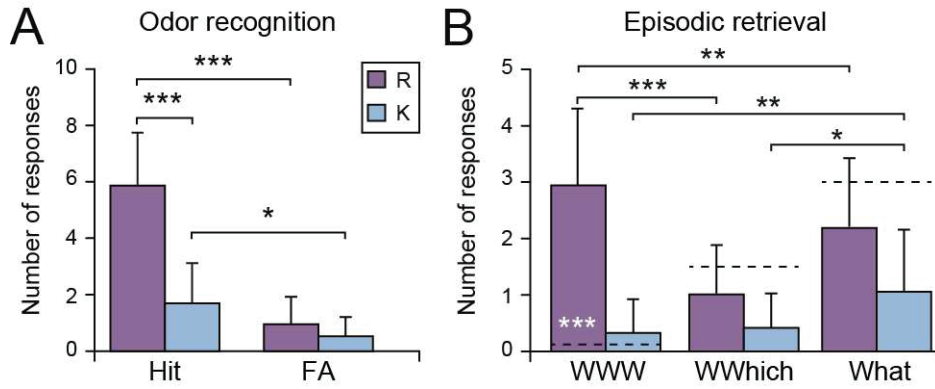 A
Odor recognition
Number of responses
10
8
6
4
2
0
***
***
*
R
K
Hit
FA
B
Episodic retrieval
Number of responses
5
4
3
2
1
0
**
***
**
*
***
WWW
WWhich
What